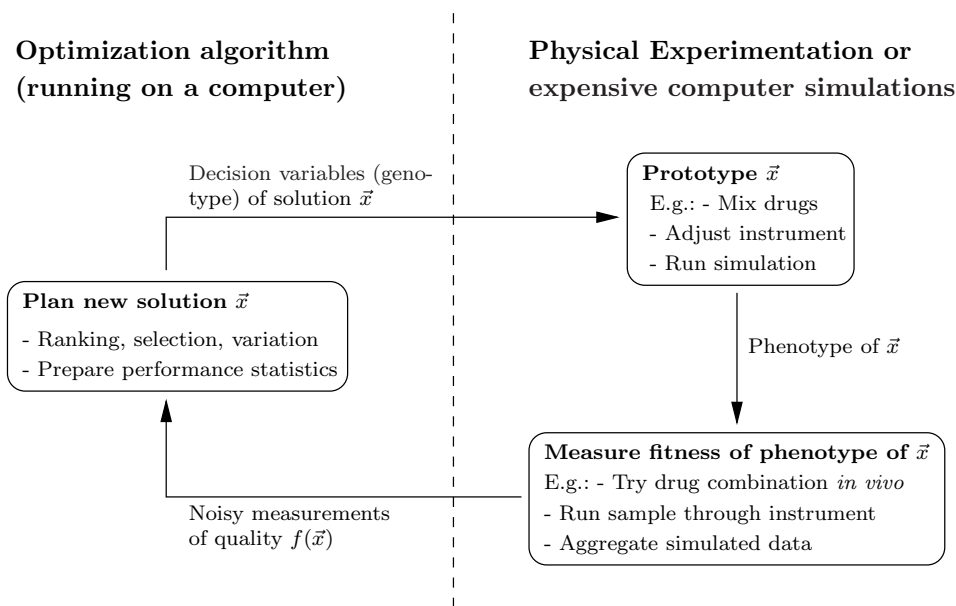 Optimization algorithm
(running on a computer)
Physical Experimentation or
expensive computer simulations
Decision variables (geno-
type) of solution x⃗
Prototype x⃗
E.g.: - Mix drugs
- Adjust instrument
- Run simulation
Plan new solution x⃗
- Ranking, selection, variation
- Prepare performance statistics
Phenotype of x⃗
Measure fitness of phenotype of x⃗
E.g.: - Try drug combination in vivo
- Run sample through instrument
- Aggregate simulated data
Noisy measurements
of quality f(x⃗)